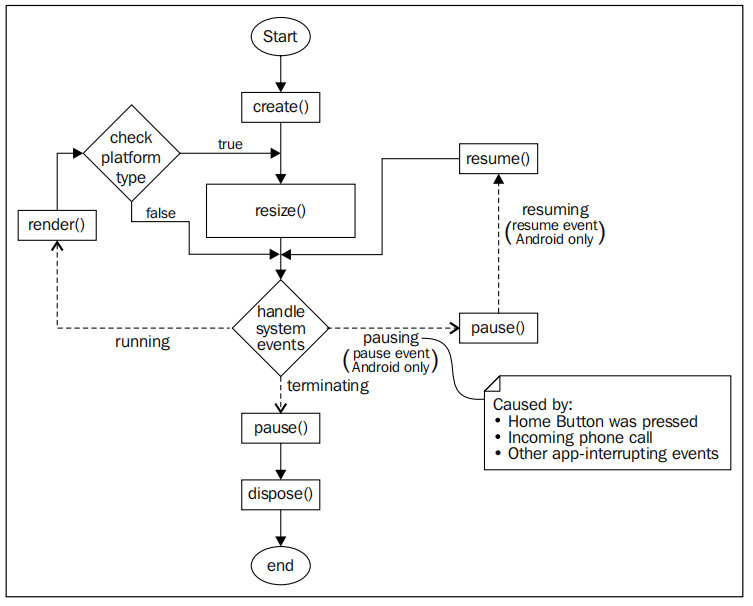 Start
create()
check
platform
type
true
false
resize()
render()
resume()
resuming
(resume event
Android only)
handle
system
events
running
pausing
(pause event
Android only)
pause()
terminating
Caused by:
• Home Button was pressed
• Incoming phone call
• Other app-interrupting events
pause()
dispose()
end